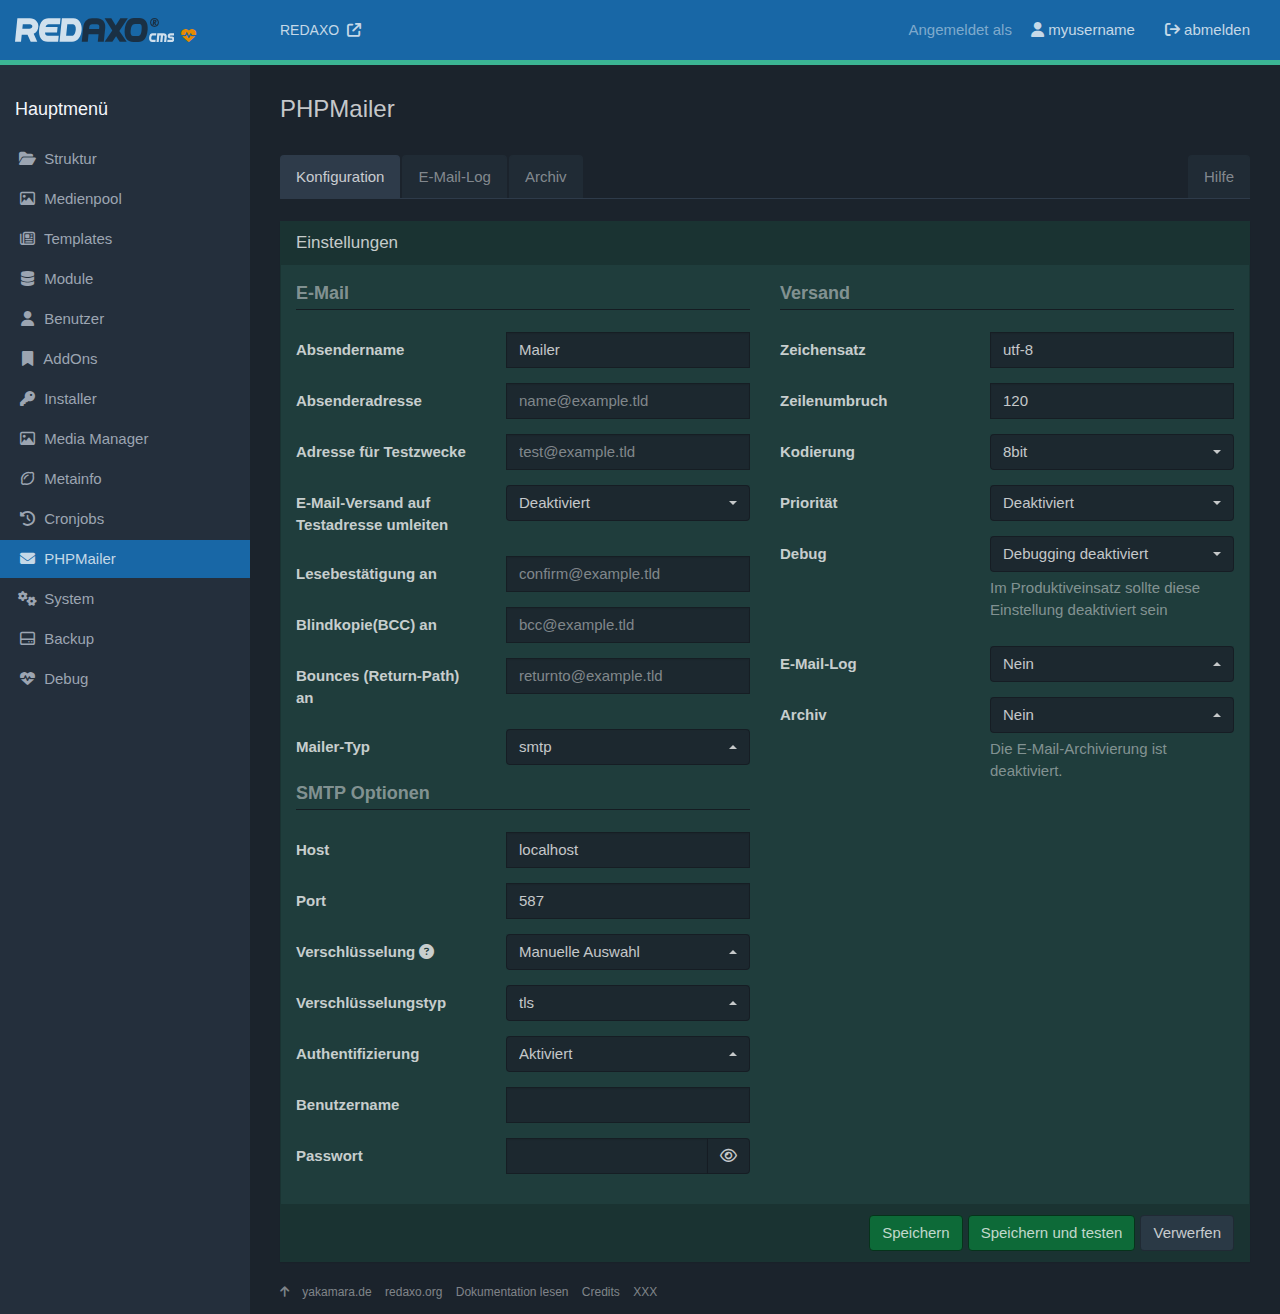 REDAXO® cms
REDAXO
Angemeldet als myusername abmelden
Hauptmenü
Struktur
Medienpool
Templates
Module
Benutzer
AddOns
Installer
Media Manager
Metainfo
Cronjobs
PHPMailer
System
Backup
Debug
PHPMailer
Konfiguration E-Mail-Log Archiv Hilfe
Einstellungen
E-Mail
Absendername Mailer
Absenderadresse name@example.tld
Adresse für Testzwecke test@example.tld
E-Mail-Versand auf Deaktiviert
Testadresse umleiten
Lesebestätigung an confirm@example.tld
Blindkopie(BCC) an bcc@example.tld
Bounces (Return-Path) returnto@example.tld
an
Mailer-Typ smtp
SMTP Optionen
Host localhost
Port 587
Verschlüsselung ? Manuelle Auswahl
Verschlüsselungstyp tls
Authentifizierung Aktiviert
Benutzername
Passwort
Versand
Zeichensatz utf-8
Zeilenumbruch 120
Kodierung 8bit
Priorität Deaktiviert
Debug Debugging deaktiviert
Im Produktiveinsatz sollte diese
Einstellung deaktiviert sein
E-Mail-Log Nein
Archiv Nein
Die E-Mail-Archivierung ist
deaktiviert.
Speichern Speichern und testen Verwerfen
yakamara.de redaxo.org Dokumentation lesen Credits XXX